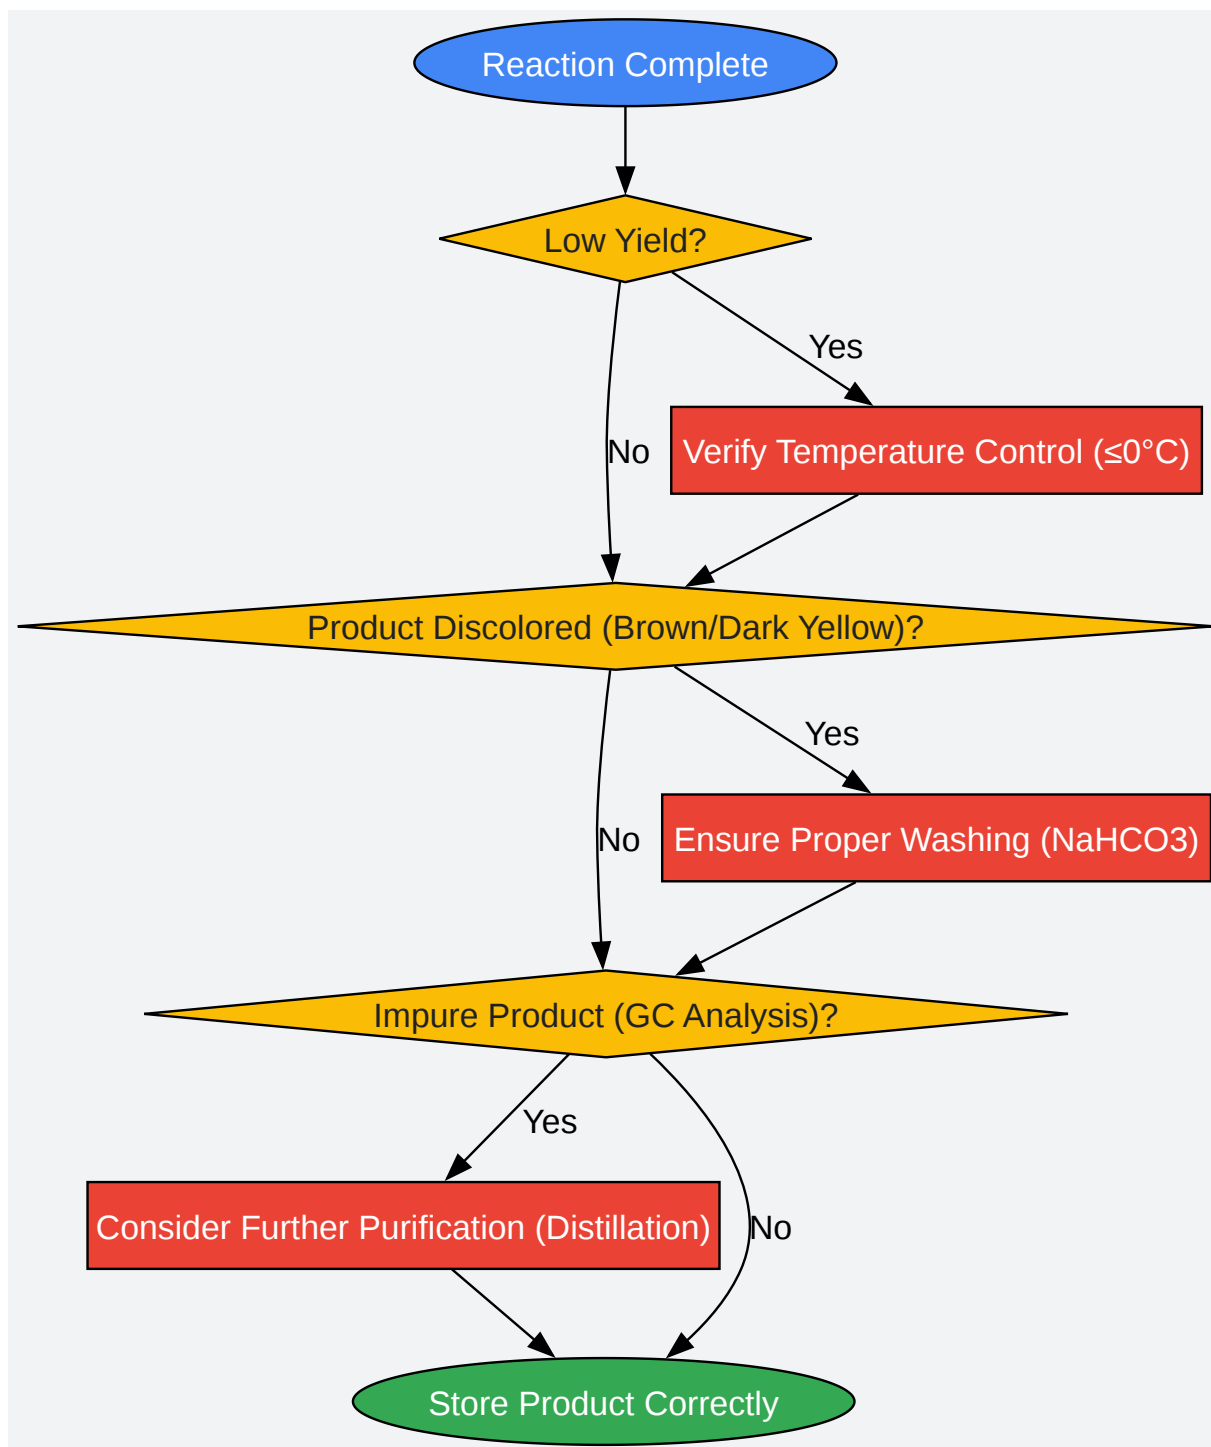 Reaction Complete
Low Yield?
Yes
No
Verify Temperature Control (≤0°C)
Product Discolored (Brown/Dark Yellow)?
Yes
No
Ensure Proper Washing (NaHCO3)
Impure Product (GC Analysis)?
Yes
Consider Further Purification (Distillation)
No
Store Product Correctly